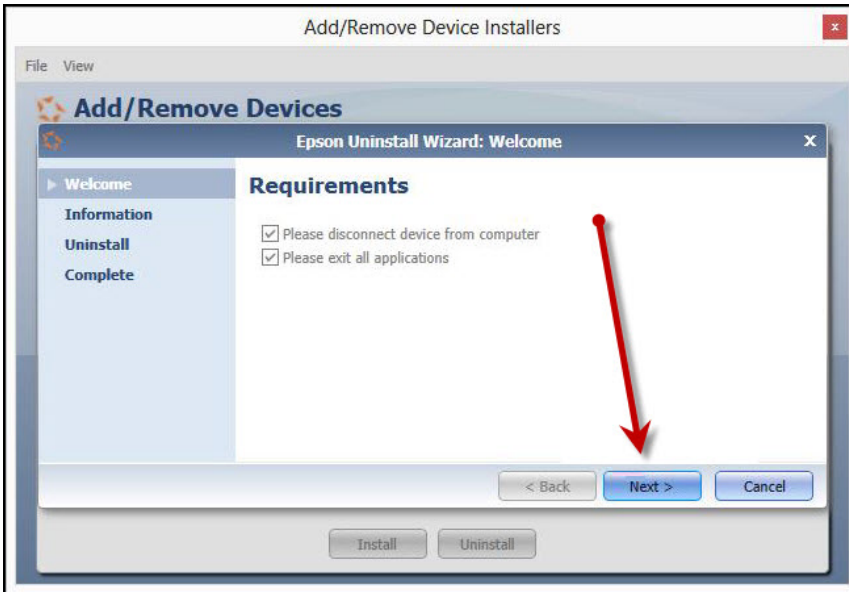 Add/Remove Device Installers
x
File View
Add/Remove Devices
Epson Uninstall Wizard: Welcome
x
Welcome
Information
Uninstall
Complete
Requirements
Please disconnect device from computer
Please exit all applications
< Back
Next >
Cancel
Install
Uninstall